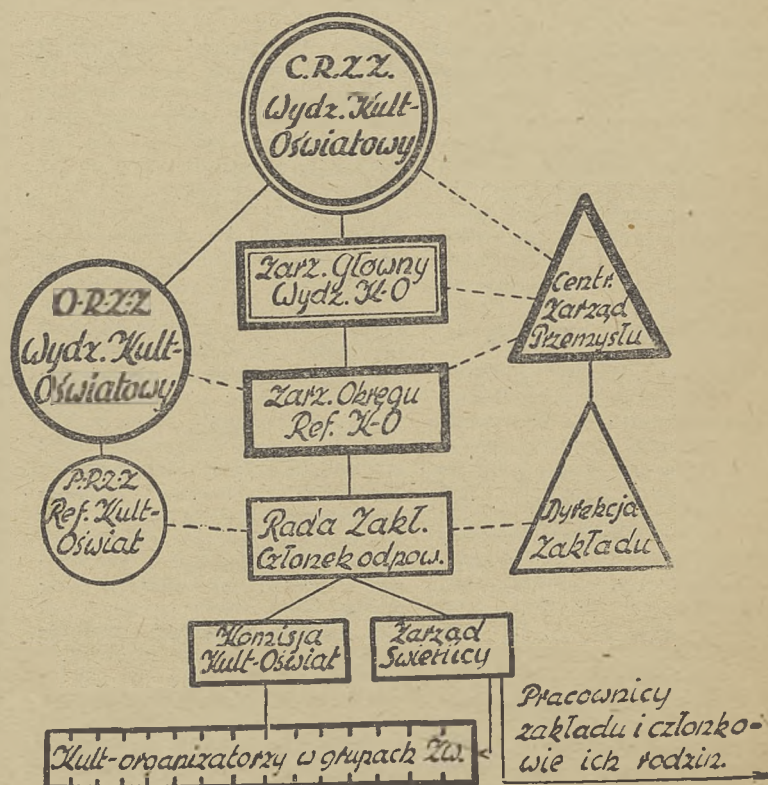 C.R.Z.Z.
Wydz. Kult-
Oświatowy
Zarz. Główny
Wydz. K-O
Centr.
Zarząd
Przemysłu
O-R-Z-Z
Wydz. Kult-
Oświatowy
Zarz. Okręgu
Ref. K-O
P.R.Z.Z
Ref. Kult-
Oświat
Rada Zakł.
Członek odpow.
Dyrekcja
Zakładu
Komisja
Kult-Oświat
Zarząd
Świetlicy
Pracownicy
zakładu i członko-
wie ich rodzin.
Kult-organizatorzy w grupach Zw.